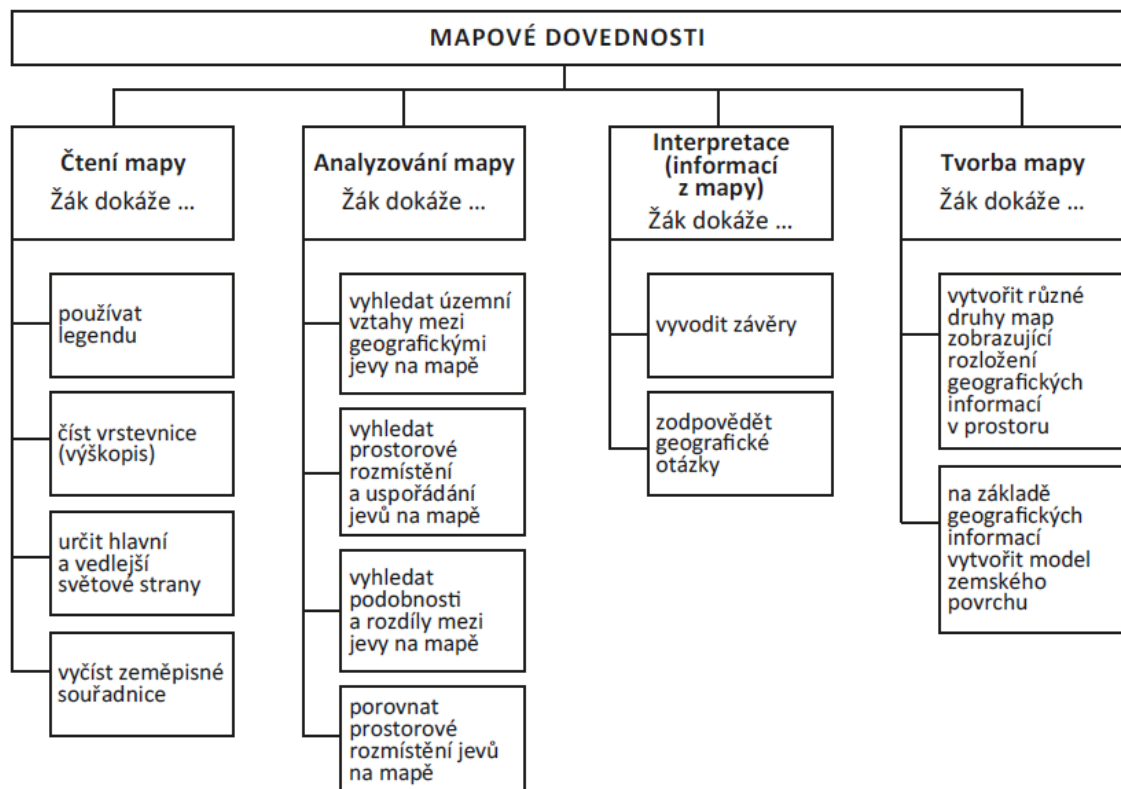 MAPOVÉ DOVEDNOSTI
Čtení mapy
Žák dokáže ...
používat
legendu
číst vrstevnice
(výškopis)
určit hlavní
a vedlejší
světové strany
vyčíst zeměpisné
souřadnice
Analyzování mapy
Žák dokáže ...
vyhledat územní
vztahy mezi
geografickými
jevy na mapě
vyhledat
prostorové
rozmístění
a uspořádání
jevů na mapě
vyhledat
podobnosti
a rozdíly mezi
jevy na mapě
porovnat
prostorové
rozmístění jevů
na mapě
Interpretace
(informací
z mapy)
Žák dokáže ...
vyvodit závěry
zodpovědět
geografické
otázky
Tvorba mapy
Žák dokáže ...
vytvořit různé
druhy map
zobrazující
rozložení
geografických
informací
v prostoru
na základě
geografických
informací
vytvořit model
zemského
povrchu